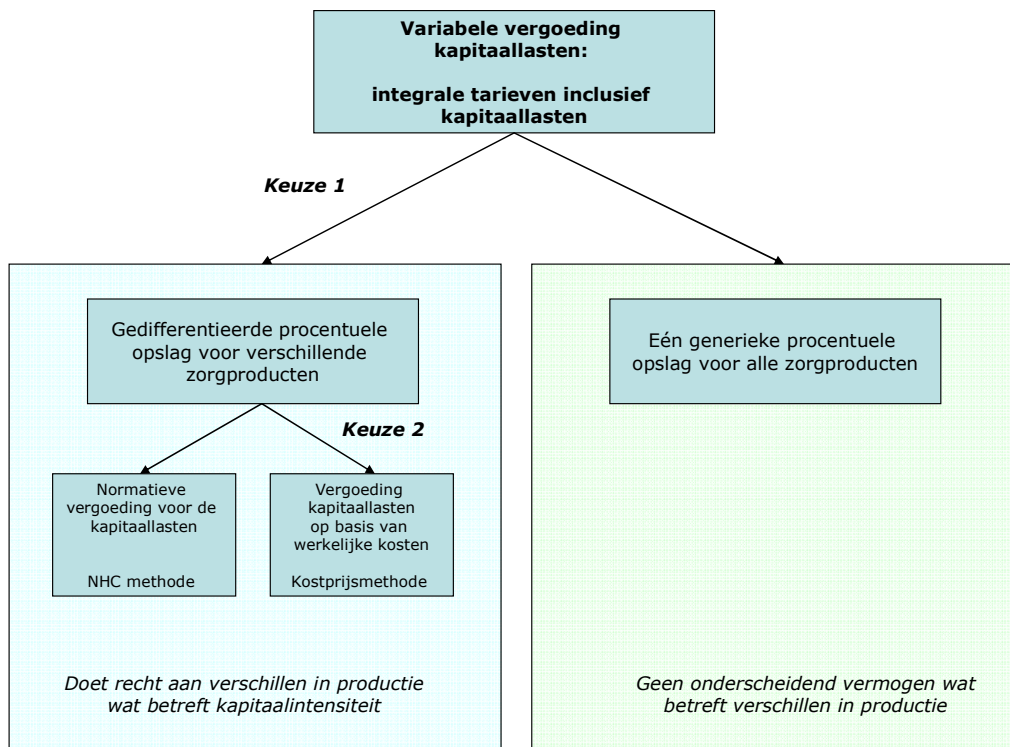 Variabele vergoeding
kapitaallasten:
integrale tarieven inclusief
kapitaallasten
Keuze 1
Gedifferentieerde procentuele
opslag voor verschillende
zorgproducten
Keuze 2
Normatieve
vergoeding voor de
kapitaallasten
NHC methode
Vergoeding
kapitaallasten
op basis van
werkelijke kosten
Kostprijsmethode
Doet recht aan verschillen in productie
wat betreft kapitaalintensiteit
Eén generieke procentuele
opslag voor alle zorgproducten
Geen onderscheidend vermogen wat
betreft verschillen in productie